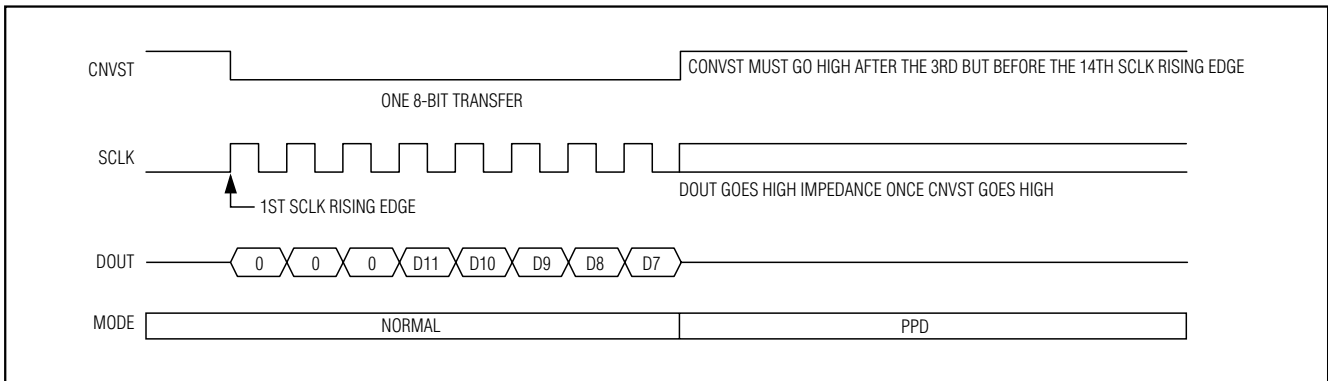 CNVST
CONVST MUST GO HIGH AFTER THE 3RD BUT BEFORE THE 14TH SCLK RISING EDGE
ONE 8-BIT TRANSFER
SCLK
DOUT GOES HIGH IMPEDANCE ONCE CNVST GOES HIGH
1ST SCLK RISING EDGE
DOUT 0 0 0 D11 D10 D9 D8 D7
MODE NORMAL PPD